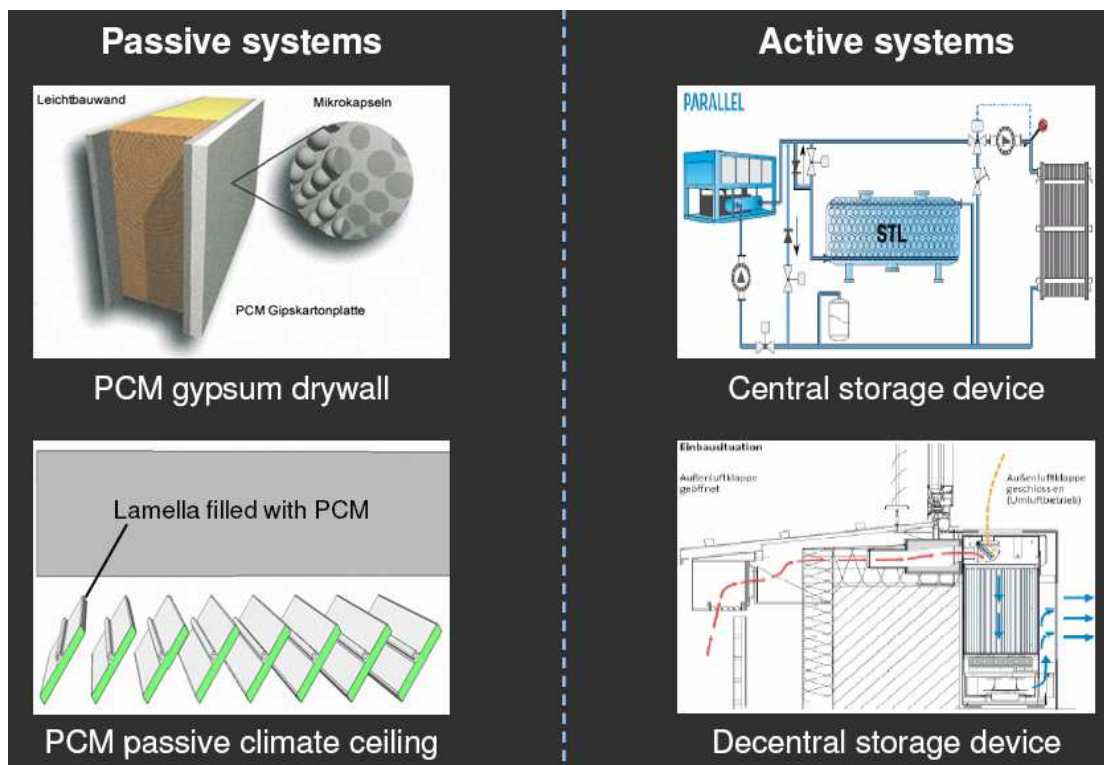 Passive systems
Leichtbauwand
Mikrokapseln
PCM Gipskartonplatte
PCM gypsum drywall
Lamella filled with PCM
PCM passive climate ceiling
Active systems
PARALLEL
STL
Central storage device
Einbausituation
Außenluftklappe
geöffnet
Außenluftklappe
geschlossen
(Umluftbetrieb)
Decentral storage device